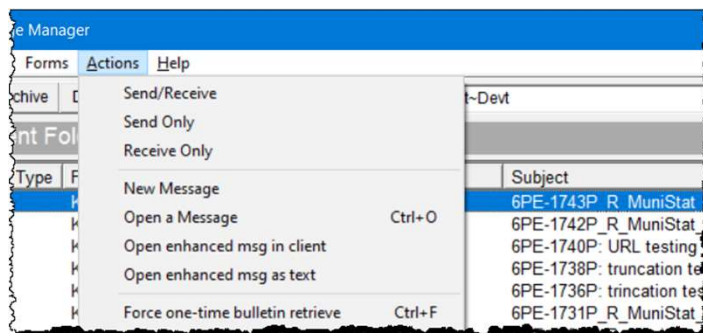 e Manager
Forms Actions Help
chive
Send/Receive
t~Devt
Send Only
nt Fol
Receive Only
Type F
Subject
New Message
6PE-1743P_R_MuniStat
Open a Message Ctrl+O
6PE-1742P_R_MuniStat_
Open enhanced msg in client
6PE-1740P: URL testing
Open enhanced msg as text
6PE-1738P: truncation te
6PE-1736P: trincation tes
Force one-time bulletin retrieve Ctrl+F
6PE-1731P_R_MuniStat_